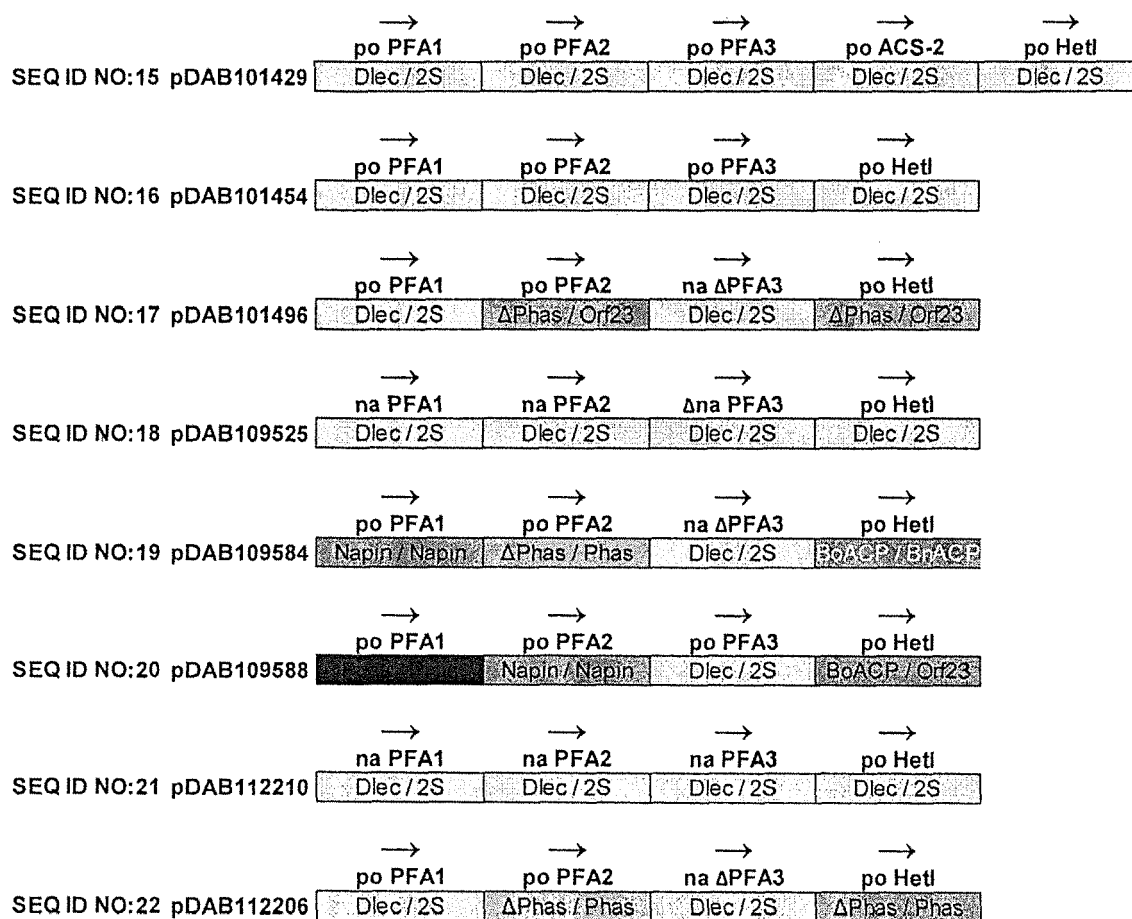 po PFA1 po PFA2 po PFA3 po ACS-2 po HetI
SEQ ID NO:15 pDAB101429 Dlec / 2S Dlec / 2S Dlec / 2S Dlec / 2S Dlec / 2S
po PFA1 po PFA2 po PFA3 po HetI
SEQ ID NO:16 pDAB101454 Dlec / 2S Dlec / 2S Dlec / 2S Dlec / 2S
po PFA1 po PFA2 na ΔPFA3 po HetI
SEQ ID NO:17 pDAB101496 Dlec / 2S ΔPhas / Orf23 Dlec / 2S ΔPhas / Orf23
na PFA1 na PFA2 Δna PFA3 po HetI
SEQ ID NO:18 pDAB109525 Dlec / 2S Dlec / 2S Dlec / 2S Dlec / 2S
po PFA1 po PFA2 na ΔPFA3 po HetI
SEQ ID NO:19 pDAB109584 Napin / Napin ΔPhas / Phas Dlec / 2S BoACP / BnACP
po PFA1 po PFA2 po PFA3 po HetI
SEQ ID NO:20 pDAB109588 Napin / Napin Dlec / 2S BoACP / Orf23
na PFA1 na PFA2 na PFA3 po HetI
SEQ ID NO:21 pDAB112210 Dlec / 2S Dlec / 2S Dlec / 2S Dlec / 2S
po PFA1 po PFA2 na ΔPFA3 po HetI
SEQ ID NO:22 pDAB112206 Dlec / 2S ΔPhas / Phas Dlec / 2S ΔPhas / Phas